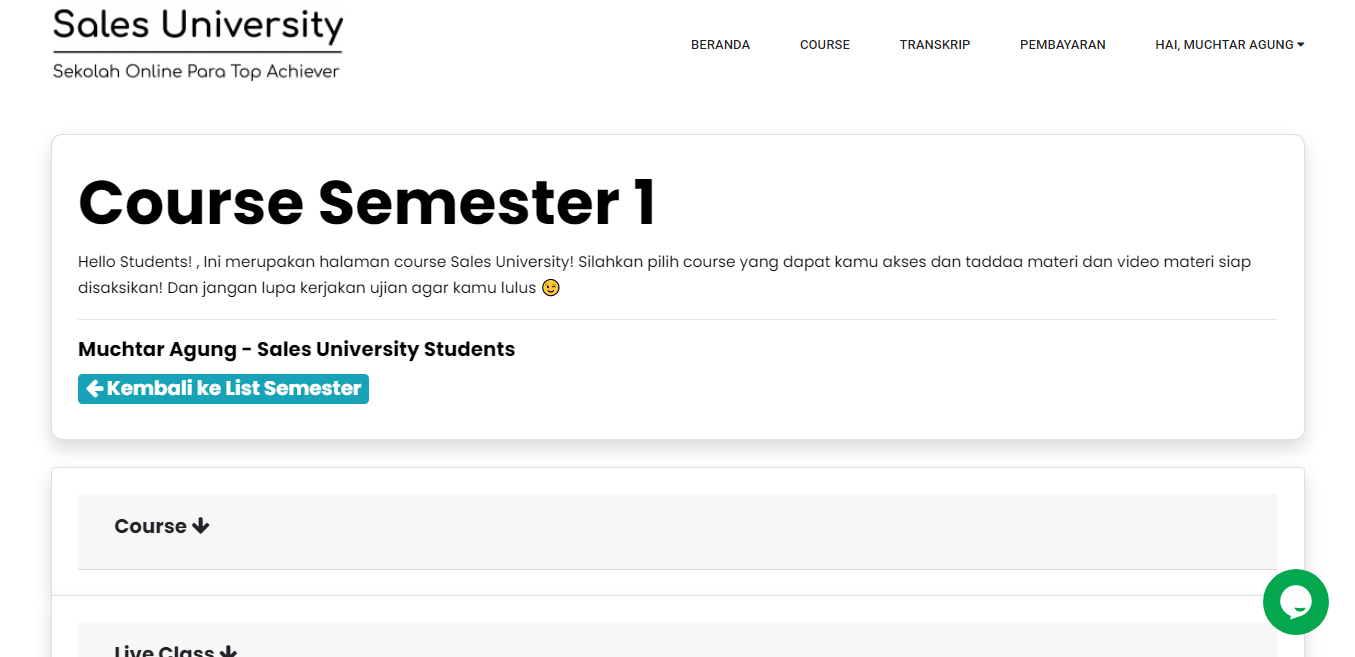 Sales University
Sekolah Online Para Top Achiever
BERANDA
COURSE
TRANSKRIP
PEMBAYARAN
HAI, MUCHTAR AGUNG
Course Semester 1
Hello Students! , Ini merupakan halaman course Sales University! Silahkan pilih course yang dapat kamu akses dan taddaa materi dan video materi siap
disaksikan! Dan jangan lupa kerjakan ujian agar kamu lulus 😉
Muchtar Agung - Sales University Students
Kembali ke List Semester
Course
Live Class